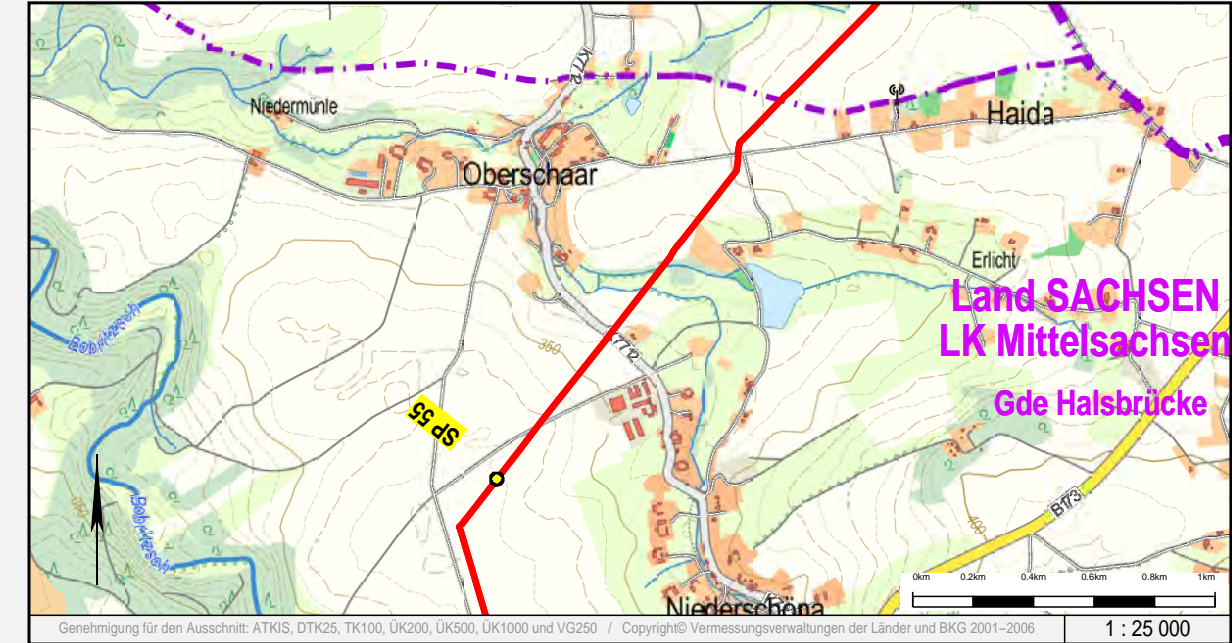 K7712
Niedermühle
Haida
Oberschaar
Erlicht
Land SACHSEN
LK Mittelsachsen
Gde Halsbrücke
Bobritzsch
350
K7712
SP 55
Bobritzsch
400
B173
Niederschöna
0km 0.2km 0.4km 0.6km 0.8km 1km
Genehmigung für den Ausschnitt: ATKIS, DTK25, TK100, ÜK200, ÜK500, ÜK1000 und VG250 / Copyright© Vermessungsverwaltungen der Länder und BKG 2001–2006
1 : 25 000